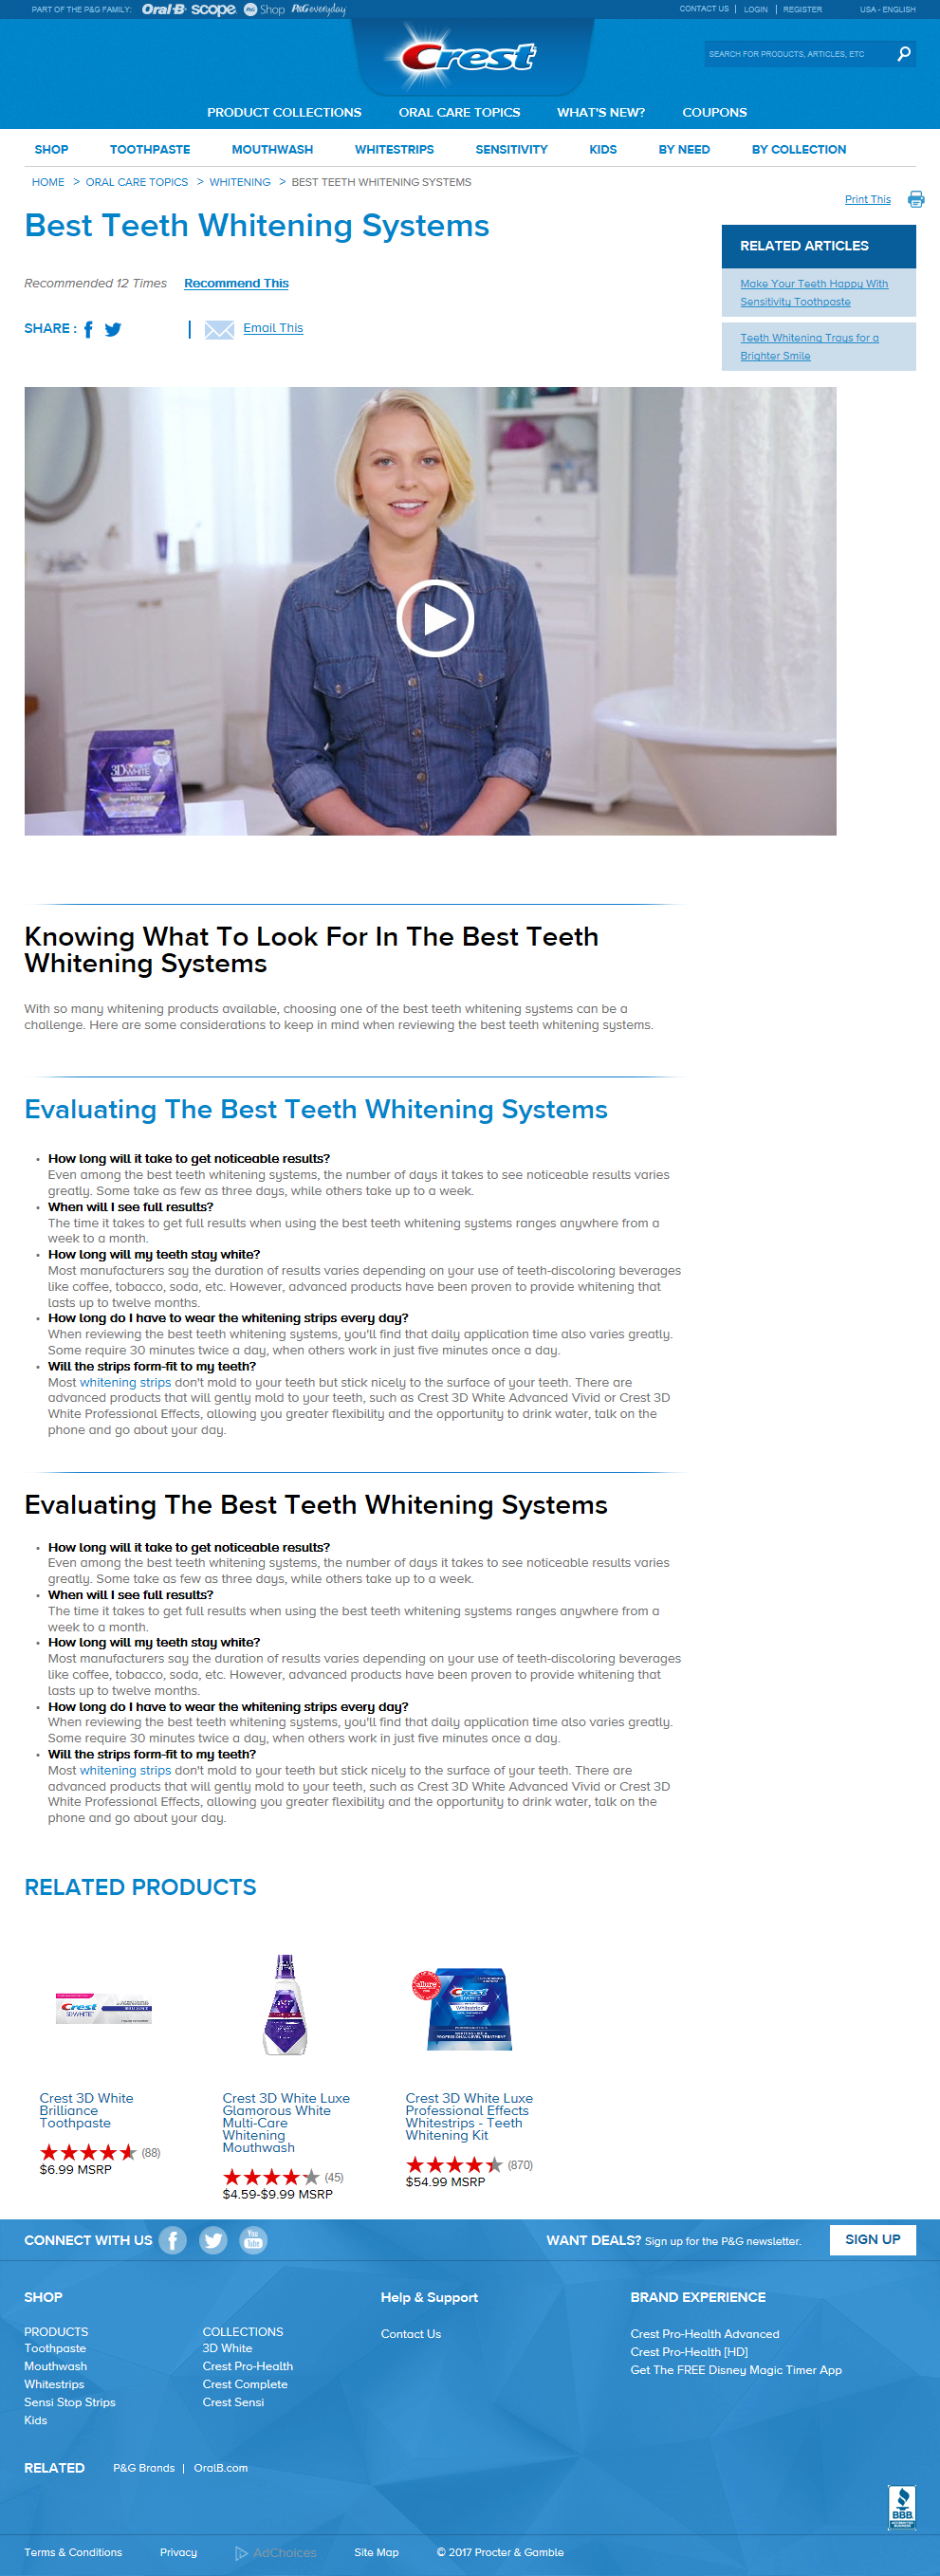 PART OF THE P&G FAMILY: Oral-B scope Shop P&G everyday
CONTACT US | LOGIN | REGISTER USA - ENGLISH
Crest
SEARCH FOR PRODUCTS, ARTICLES, ETC
PRODUCT COLLECTIONS ORAL CARE TOPICS WHAT'S NEW? COUPONS
SHOP TOOTHPASTE MOUTHWASH WHITESTRIPS SENSITIVITY KIDS BY NEED BY COLLECTION
HOME > ORAL CARE TOPICS > WHITENING > BEST TEETH WHITENING SYSTEMS
Print This
Best Teeth Whitening Systems
RELATED ARTICLES
Make Your Teeth Happy With
Sensitivity Toothpaste
Teeth Whitening Trays for a
Brighter Smile
Recommended 12 Times Recommend This
SHARE : | Email This
3D WHITE
Knowing What To Look For In The Best Teeth
Whitening Systems
With so many whitening products available, choosing one of the best teeth whitening systems can be a
challenge. Here are some considerations to keep in mind when reviewing the best teeth whitening systems.
Evaluating The Best Teeth Whitening Systems
• How long will it take to get noticeable results?
Even among the best teeth whitening systems, the number of days it takes to see noticeable results varies
greatly. Some take as few as three days, while others take up to a week.
• When will I see full results?
The time it takes to get full results when using the best teeth whitening systems ranges anywhere from a
week to a month.
• How long will my teeth stay white?
Most manufacturers say the duration of results varies depending on your use of teeth-discoloring beverages
like coffee, tobacco, soda, etc. However, advanced products have been proven to provide whitening that
lasts up to twelve months.
• How long do I have to wear the whitening strips every day?
When reviewing the best teeth whitening systems, you'll find that daily application time also varies greatly.
Some require 30 minutes twice a day, when others work in just five minutes once a day.
• Will the strips form-fit to my teeth?
Most whitening strips don't mold to your teeth but stick nicely to the surface of your teeth. There are
advanced products that will gently mold to your teeth, such as Crest 3D White Advanced Vivid or Crest 3D
White Professional Effects, allowing you greater flexibility and the opportunity to drink water, talk on the
phone and go about your day.
Evaluating The Best Teeth Whitening Systems
• How long will it take to get noticeable results?
Even among the best teeth whitening systems, the number of days it takes to see noticeable results varies
greatly. Some take as few as three days, while others take up to a week.
• When will I see full results?
The time it takes to get full results when using the best teeth whitening systems ranges anywhere from a
week to a month.
• How long will my teeth stay white?
Most manufacturers say the duration of results varies depending on your use of teeth-discoloring beverages
like coffee, tobacco, soda, etc. However, advanced products have been proven to provide whitening that
lasts up to twelve months.
• How long do I have to wear the whitening strips every day?
When reviewing the best teeth whitening systems, you'll find that daily application time also varies greatly.
Some require 30 minutes twice a day, when others work in just five minutes once a day.
• Will the strips form-fit to my teeth?
Most whitening strips don't mold to your teeth but stick nicely to the surface of your teeth. There are
advanced products that will gently mold to your teeth, such as Crest 3D White Advanced Vivid or Crest 3D
White Professional Effects, allowing you greater flexibility and the opportunity to drink water, talk on the
phone and go about your day.
RELATED PRODUCTS
Crest
3D WHITE
allure
Crest
Whitestrips
Crest 3D White
Brilliance
Toothpaste
(88)
$6.99 MSRP
Crest 3D White Luxe
Glamorous White
Multi-Care
Whitening
Mouthwash
(45)
$4.59-$9.99 MSRP
Crest 3D White Luxe
Professional Effects
Whitestrips - Teeth
Whitening Kit
(870)
$54.99 MSRP
CONNECT WITH US You Tube WANT DEALS? Sign up for the P&G newsletter. SIGN UP
SHOP
PRODUCTS
Toothpaste
Mouthwash
Whitestrips
Sensi Stop Strips
Kids
COLLECTIONS
3D White
Crest Pro-Health
Crest Complete
Crest Sensi
Help & Support
Contact Us
BRAND EXPERIENCE
Crest Pro-Health Advanced
Crest Pro-Health [HD]
Get The FREE Disney Magic Timer App
RELATED P&G Brands | OralB.com
BBB
Terms & Conditions Privacy AdChoices Site Map © 2017 Procter & Gamble